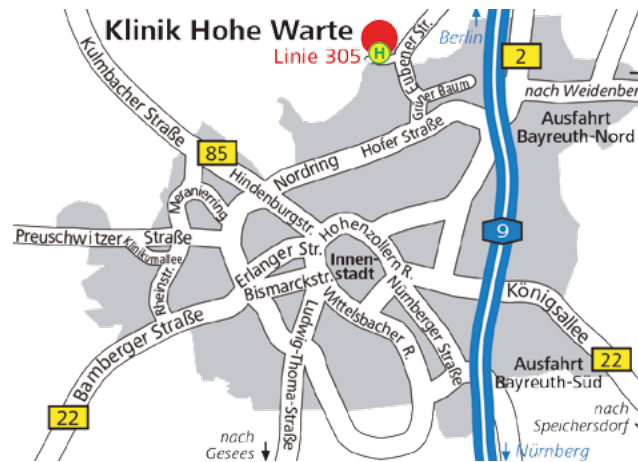 Klinik Hohe Warte
Linie 305
H
Eubener Str.
Berlin
2
Kulmbacher Straße
Grüner Baum
nach Weidenber
Ausfahrt
Bayreuth-Nord
85
Nordring
Hofer Straße
Meranierring
Hindenburgstr.
Hohenzollern R.
Preuschwitzer Straße
Klinikumallee
Rheinstr.
Erlanger Str.
Innen-
stadt
9
Bismarckstr.
Königsallee
Bamberger Straße
Ludwig-Thoma-Straße
Wittelsbacher R.
Nürnberger Straße
Ausfahrt
Bayreuth-Süd
22
22
nach
Speichersdorf
nach
Gesees
Nürnberg